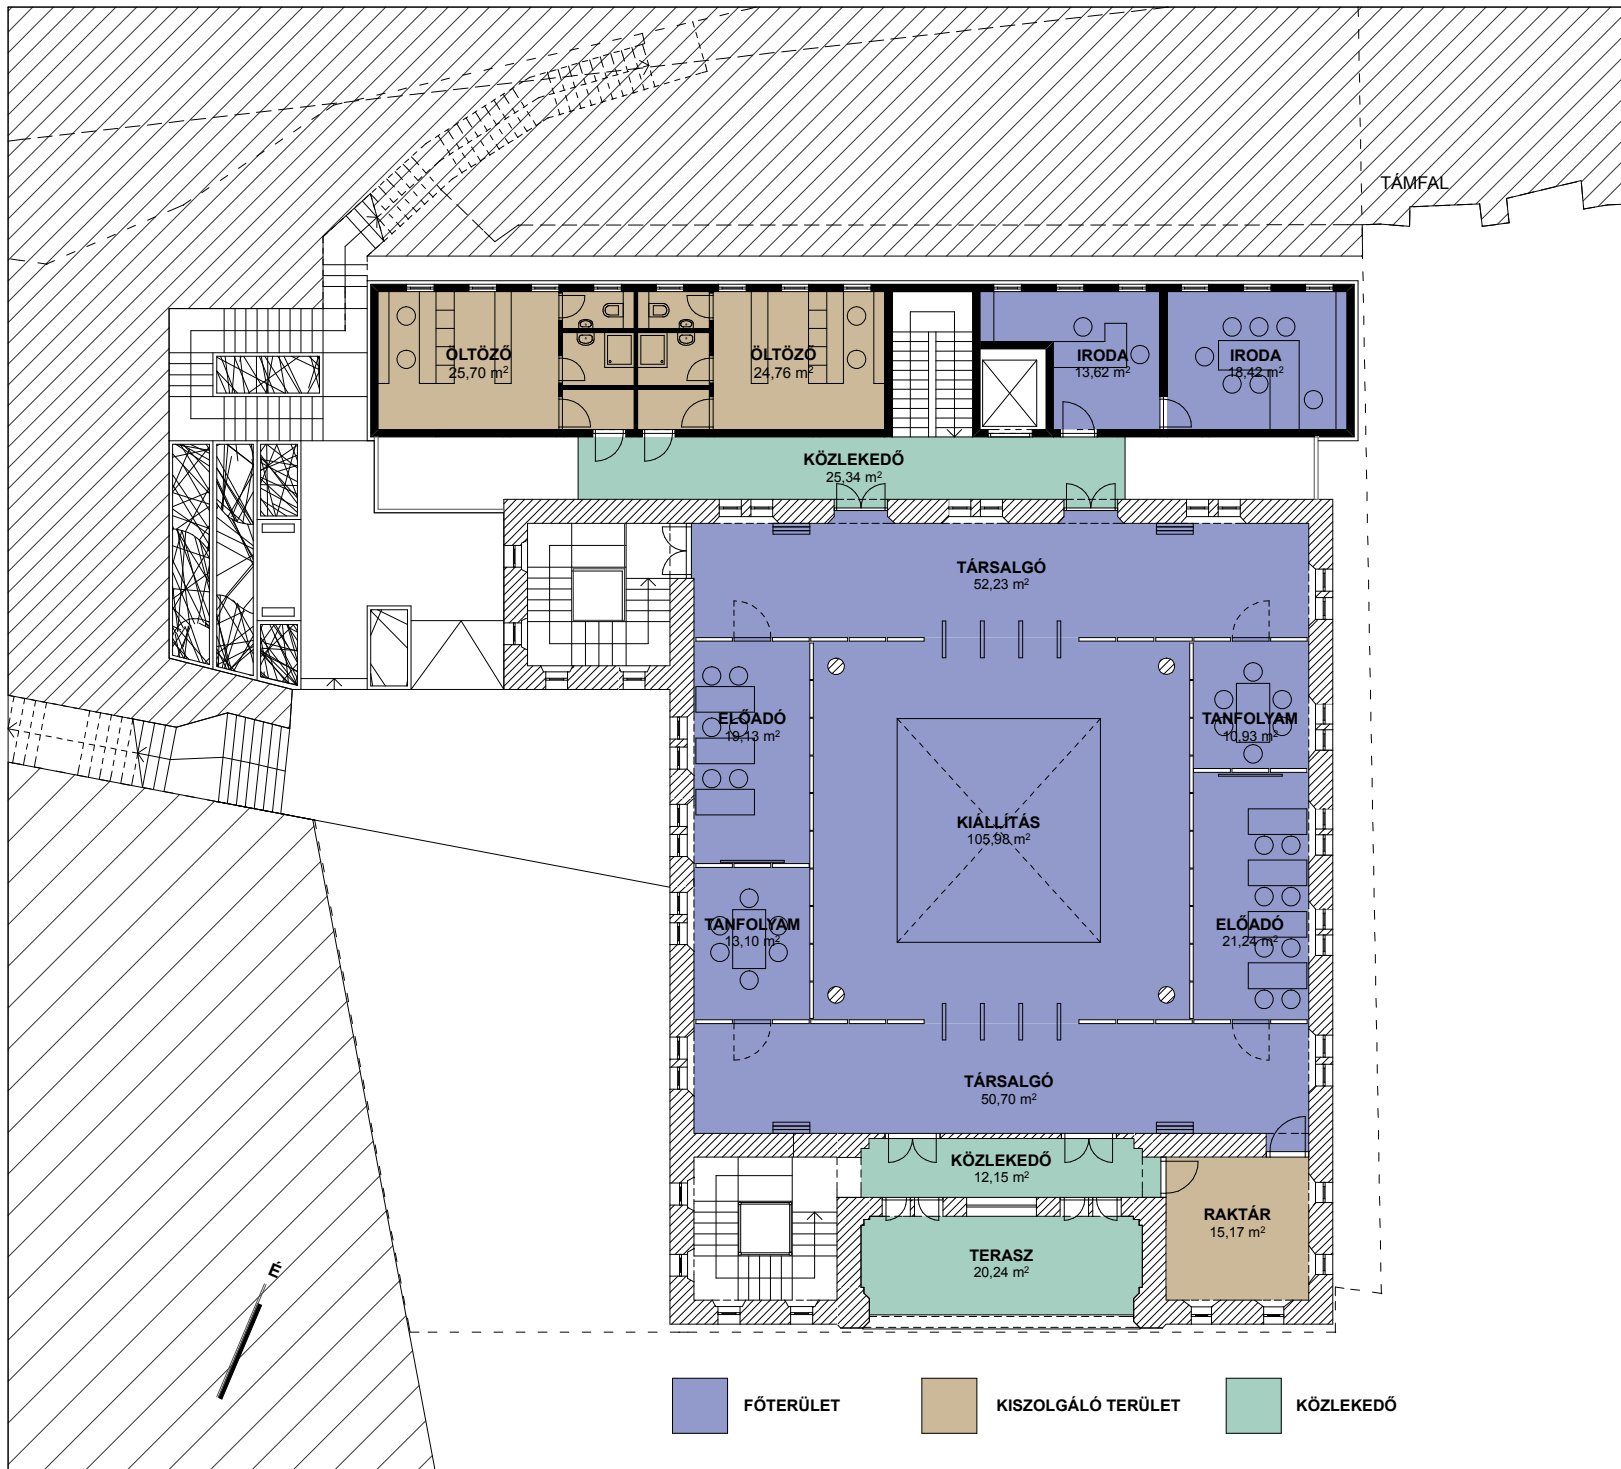 TÁMFAL
ÖLTÖZŐ
25,70 m²
ÖLTÖZŐ
24,76 m²
IRODA
13,62 m²
IRODA
18,42 m²
KÖZLEKEDŐ
25,34 m²
TÁRSALGÓ
52,23 m²
ELŐADÓ
19,13 m²
TANFOLYAM
10,93 m²
KIÁLLÍTÁS
105,98 m²
TANFOLYAM
13,10 m²
ELŐADÓ
21,24 m²
TÁRSALGÓ
50,70 m²
KÖZLEKEDŐ
12,15 m²
RAKTÁR
15,17 m²
TERASZ
20,24 m²
É
FŐTERÜLET
KISZOLGÁLÓ TERÜLET
KÖZLEKEDŐ